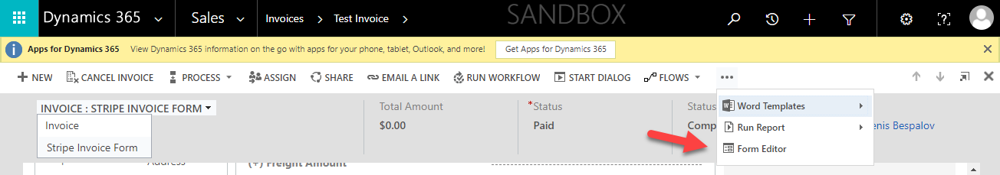 Dynamics 365 Sales Invoices Test Invoice SANDBOX
Apps for Dynamics 365 View Dynamics 365 information on the go with apps for your phone, tablet, Outlook, and more! Get Apps for Dynamics 365
NEW CANCEL INVOICE PROCESS ASSIGN SHARE EMAIL A LINK RUN WORKFLOW START DIALOG FLOWS
INVOICE : STRIPE INVOICE FORM
Invoice
Stripe Invoice Form
Total Amount
$0.00
*Status
Paid
Status
Comp
Word Templates
Run Report
Form Editor
enis Bespalov
Address
(+) Freight Amount